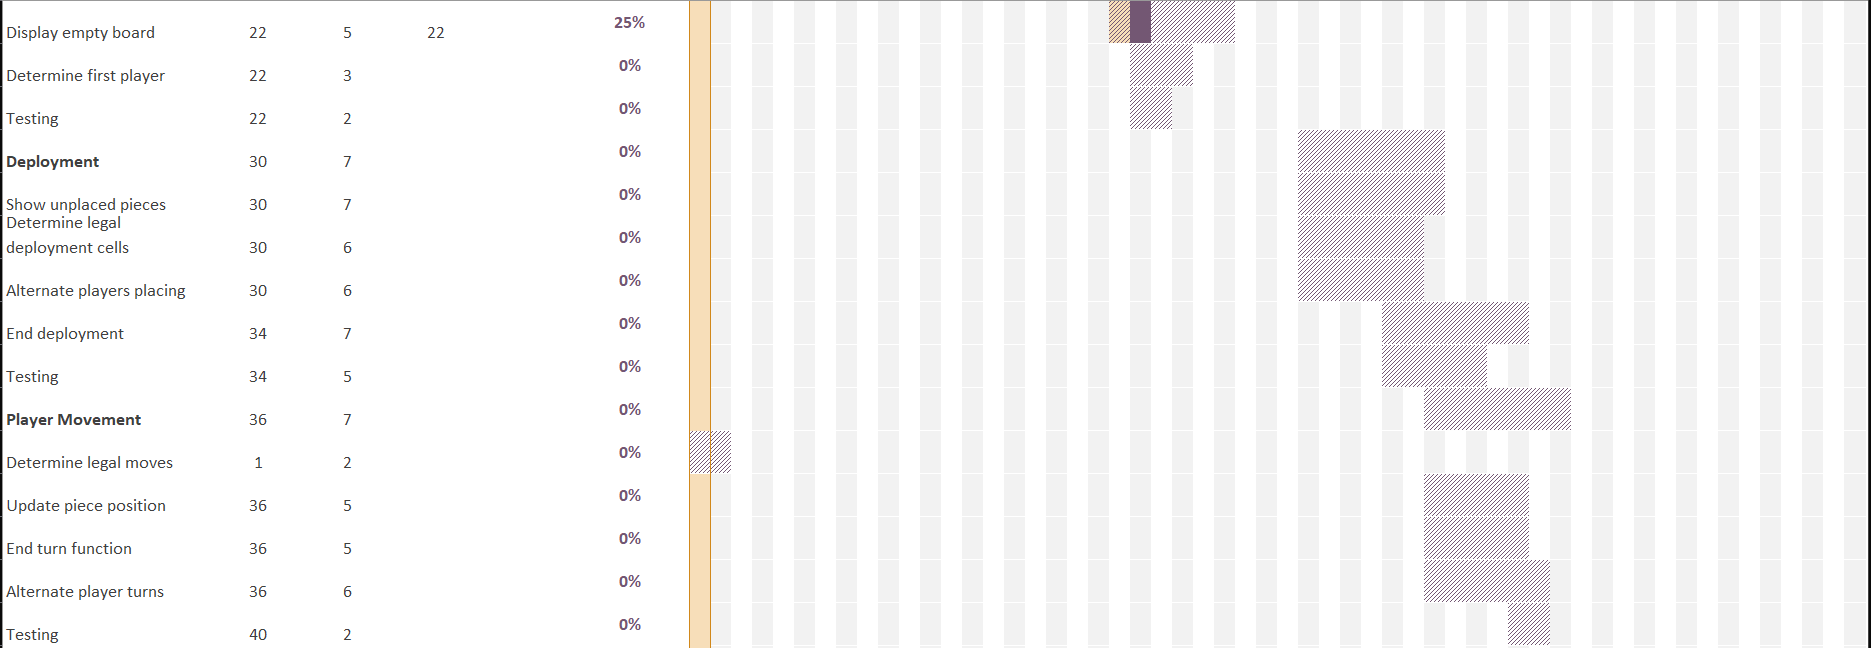 Display empty board 22 5 22 25%
Determine first player 22 3 0%
Testing 22 2 0%
Deployment 30 7 0%
Show unplaced pieces 30 7 0%
Determine legal
deployment cells 30 6 0%
Alternate players placing 30 6 0%
End deployment 34 7 0%
Testing 34 5 0%
Player Movement 36 7 0%
Determine legal moves 1 2 0%
Update piece position 36 5 0%
End turn function 36 5 0%
Alternate player turns 36 6 0%
Testing 40 2 0%